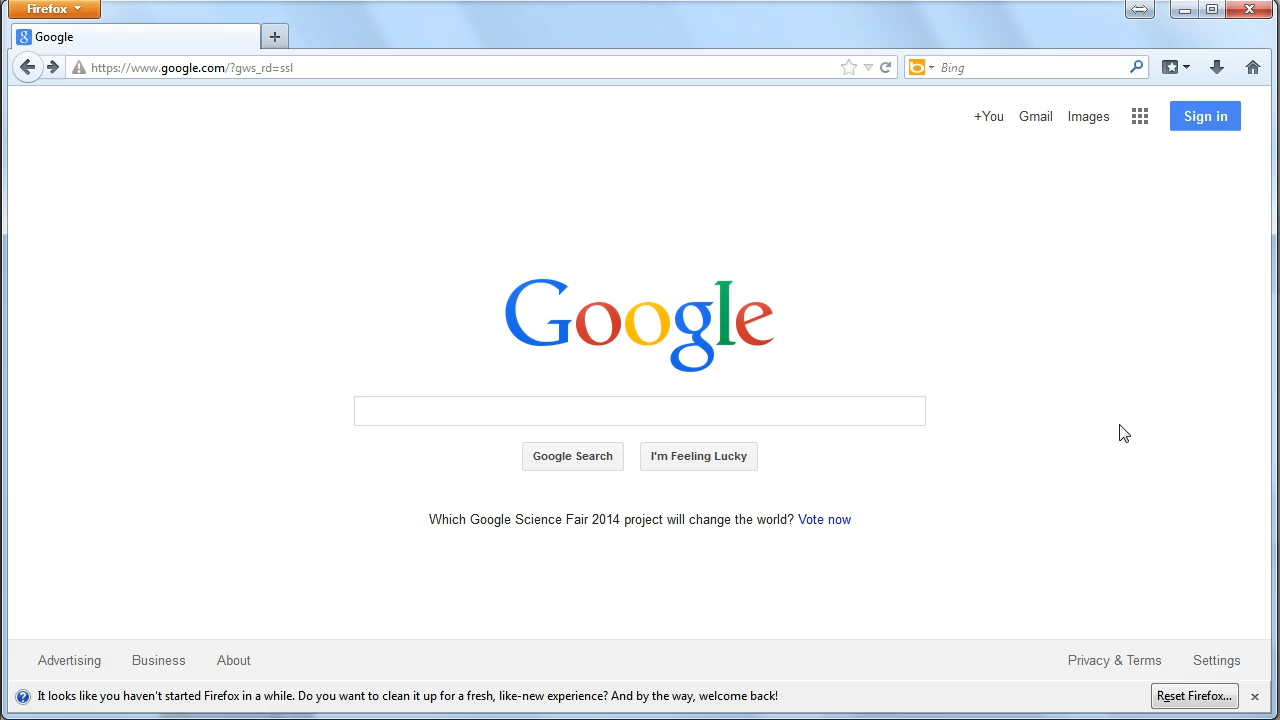 Firefox
Google
https://www.google.com/?gws_rd=ssl
Bing
+You Gmail Images Sign in
Google
Google Search I'm Feeling Lucky
Which Google Science Fair 2014 project will change the world? Vote now
Advertising Business About Privacy & Terms Settings
It looks like you haven't started Firefox in a while. Do you want to clean it up for a fresh, like-new experience? And by the way, welcome back! Reset Firefox...